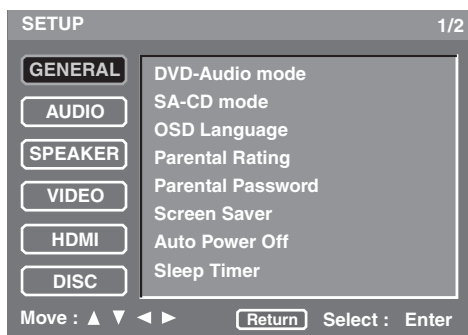 SETUP 1/2
GENERAL
AUDIO
SPEAKER
VIDEO
HDMI
DISC
DVD-Audio mode
SA-CD mode
OSD Language
Parental Rating
Parental Password
Screen Saver
Auto Power Off
Sleep Timer
Move : ▲ ▼ ◀ ▶ Return Select : Enter